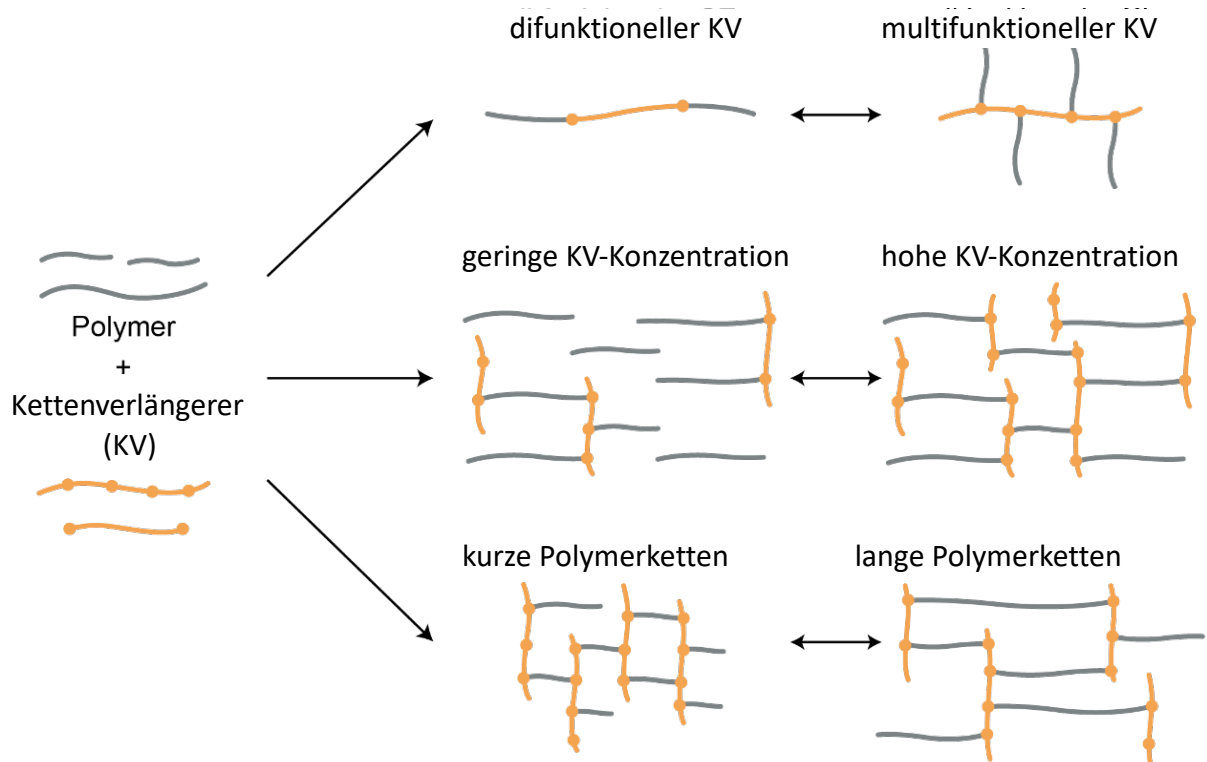 difunktioneller KV
multifunktioneller KV
geringe KV-Konzentration
hohe KV-Konzentration
Polymer
+
Kettenverlängerer
(KV)
kurze Polymerketten
lange Polymerketten